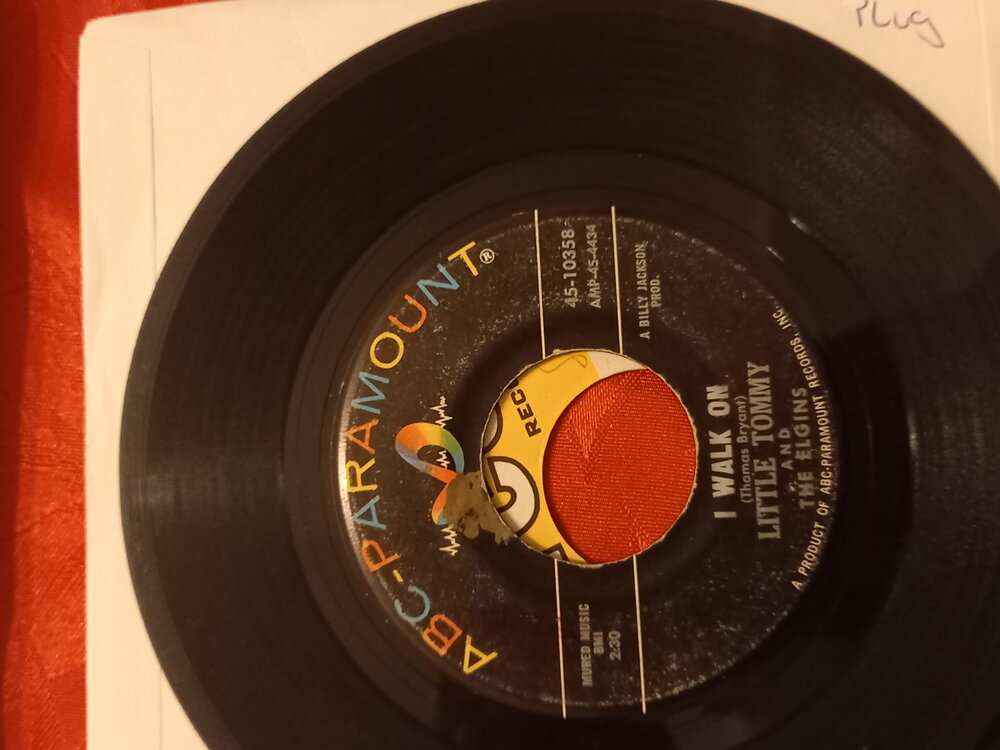 Plug
ABC-PARAMOUNT®
45-10358
AMP-45-4434
A BILLY JACKSON
PROD.
MURED MUSIC
BMI
2:30
REC
I WALK ON
(Thomas Bryant)
LITTLE TOMMY
AND
THE ELGINS
A PRODUCT OF ABC-PARAMOUNT RECORDS, INC.